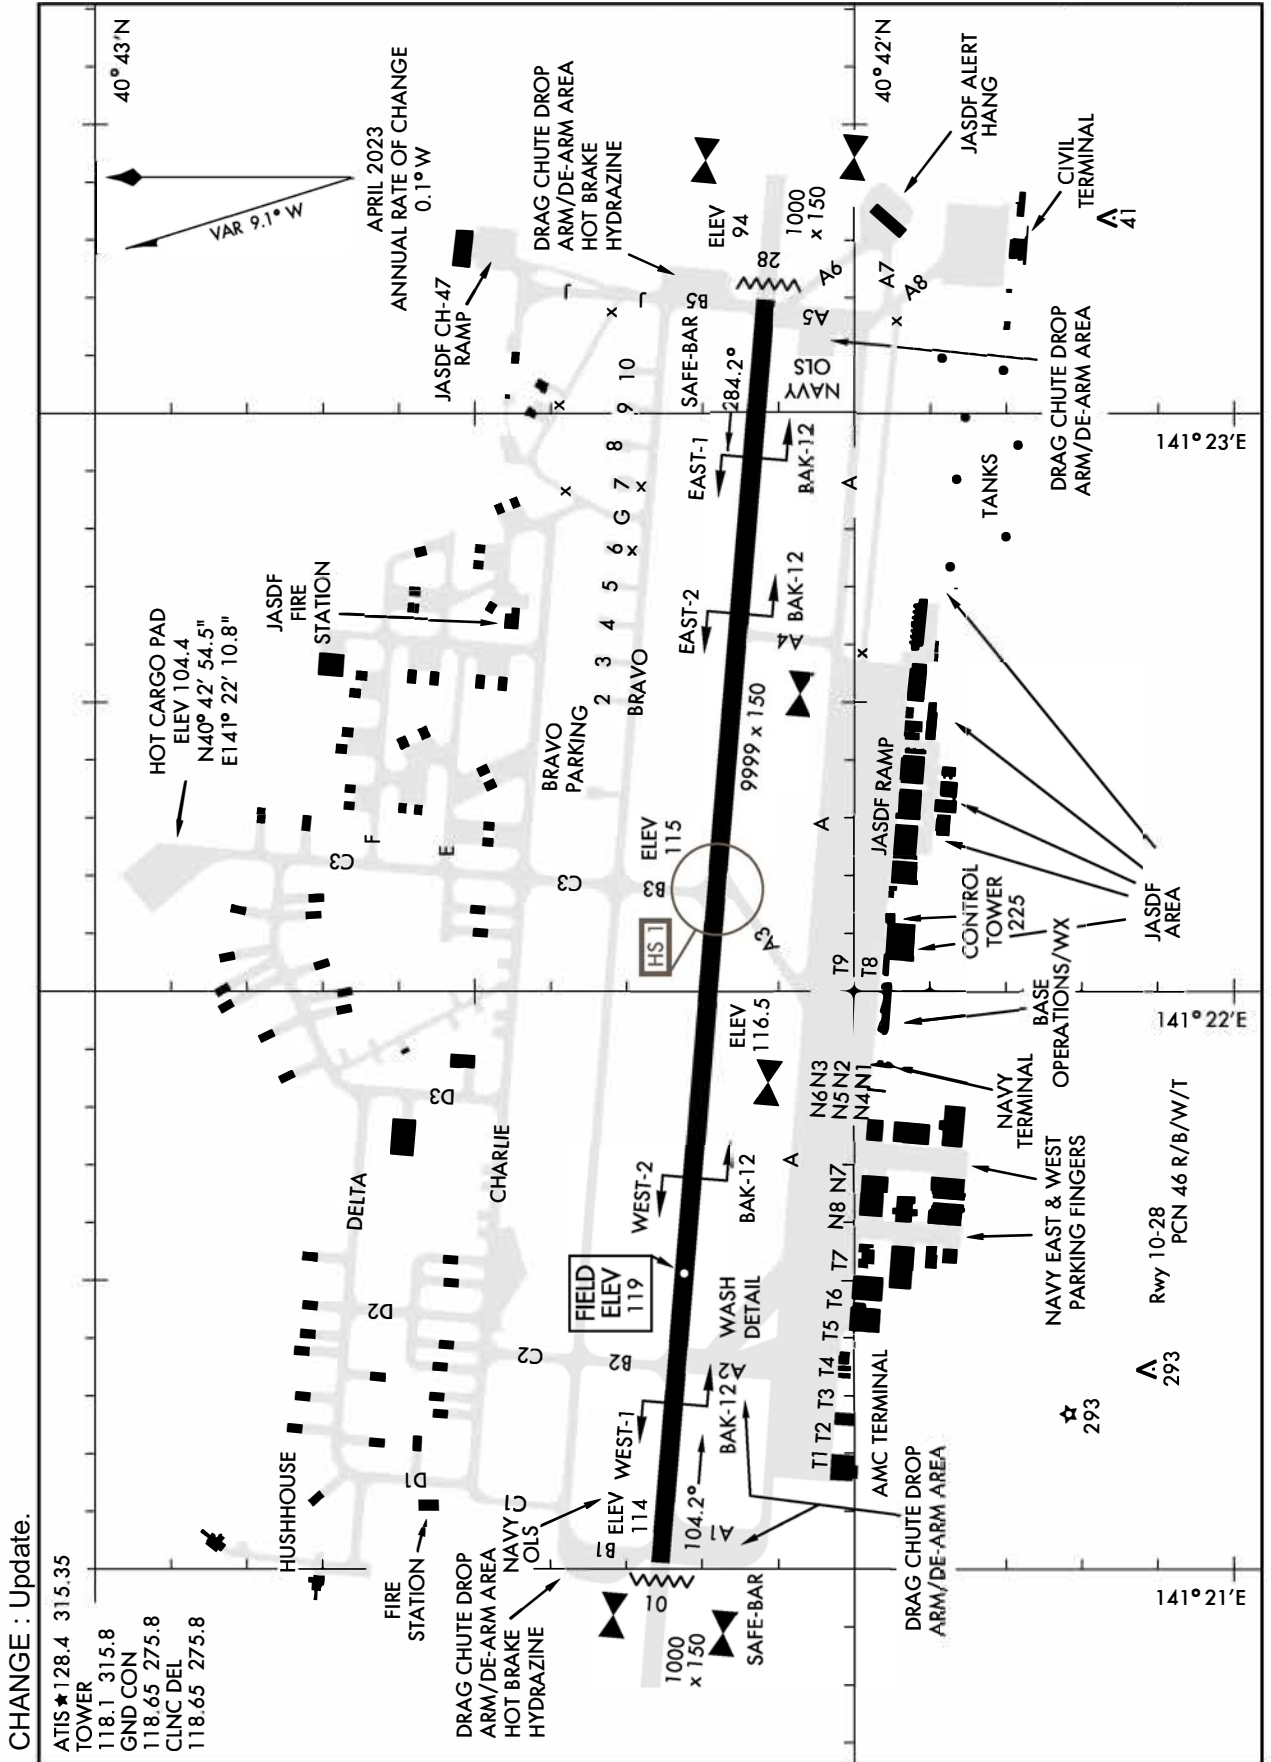 CHANGE : Update.
ATIS★128.4 315.35
TOWER
118.1 315.8
GND CON
118.65 275.8
CLNC DEL
118.65 275.8
40° 43'N
VAR 9.1° W
APRIL 2023
ANNUAL RATE OF CHANGE
0.1° W
HOT CARGO PAD
ELEV 104.4
N40° 42' 54.5"
E141° 22' 10.8"
JASDF
FIRE
STATION
JASDF CH-47
RAMP
DRAG CHUTE DROP
ARM/DE-ARM AREA
HOT BRAKE
HYDRAZINE
HUSHHOUSE
DELTA
D1
D2
D3
C3
F
E
C3
J
J
FIRE
STATION
CHARLIE
BRAVO
PARKING
2
3
4
5
6
G
7
8
9
10
x
x
x
x
x
BRAVO
C1
C2
DRAG CHUTE DROP
ARM/DE-ARM AREA
HOT BRAKE
HYDRAZINE
NAVY
OLS
B1
B2
B3
B5
ELEV
114
WEST-1
FIELD
ELEV
119
WEST-2
HS 1
ELEV
115
EAST-2
EAST-1
SAFE-BAR
ELEV
94
10
1000
x 150
104.2°
9999 x 150
284.2°
28
1000
x 150
SAFE-BAR
A1
BAK-12
A2
WASH
DETAIL
BAK-12
ELEV
116.5
A3
BAK-12
A4
BAK-12
NAVY
OLS
A5
A6
A7
A8
A
A
A
x
x
40° 42'N
JASDF ALERT
HANG
T1
T2
T3
T4
T5
T6
T7
N8
N7
N6 N3
N5 N2
N4 N1
T9
T8
JASDF RAMP
AMC TERMINAL
DRAG CHUTE DROP
ARM/DE-ARM AREA
NAVY EAST & WEST
PARKING FINGERS
NAVY
TERMINAL
BASE
OPERATIONS/WX
CONTROL
TOWER
225
JASDF
AREA
TANKS
DRAG CHUTE DROP
ARM/DE-ARM AREA
CIVIL
TERMINAL
41
293
293
Rwy 10-28
PCN 46 R/B/W/T
141° 21'E
141° 22'E
141° 23'E